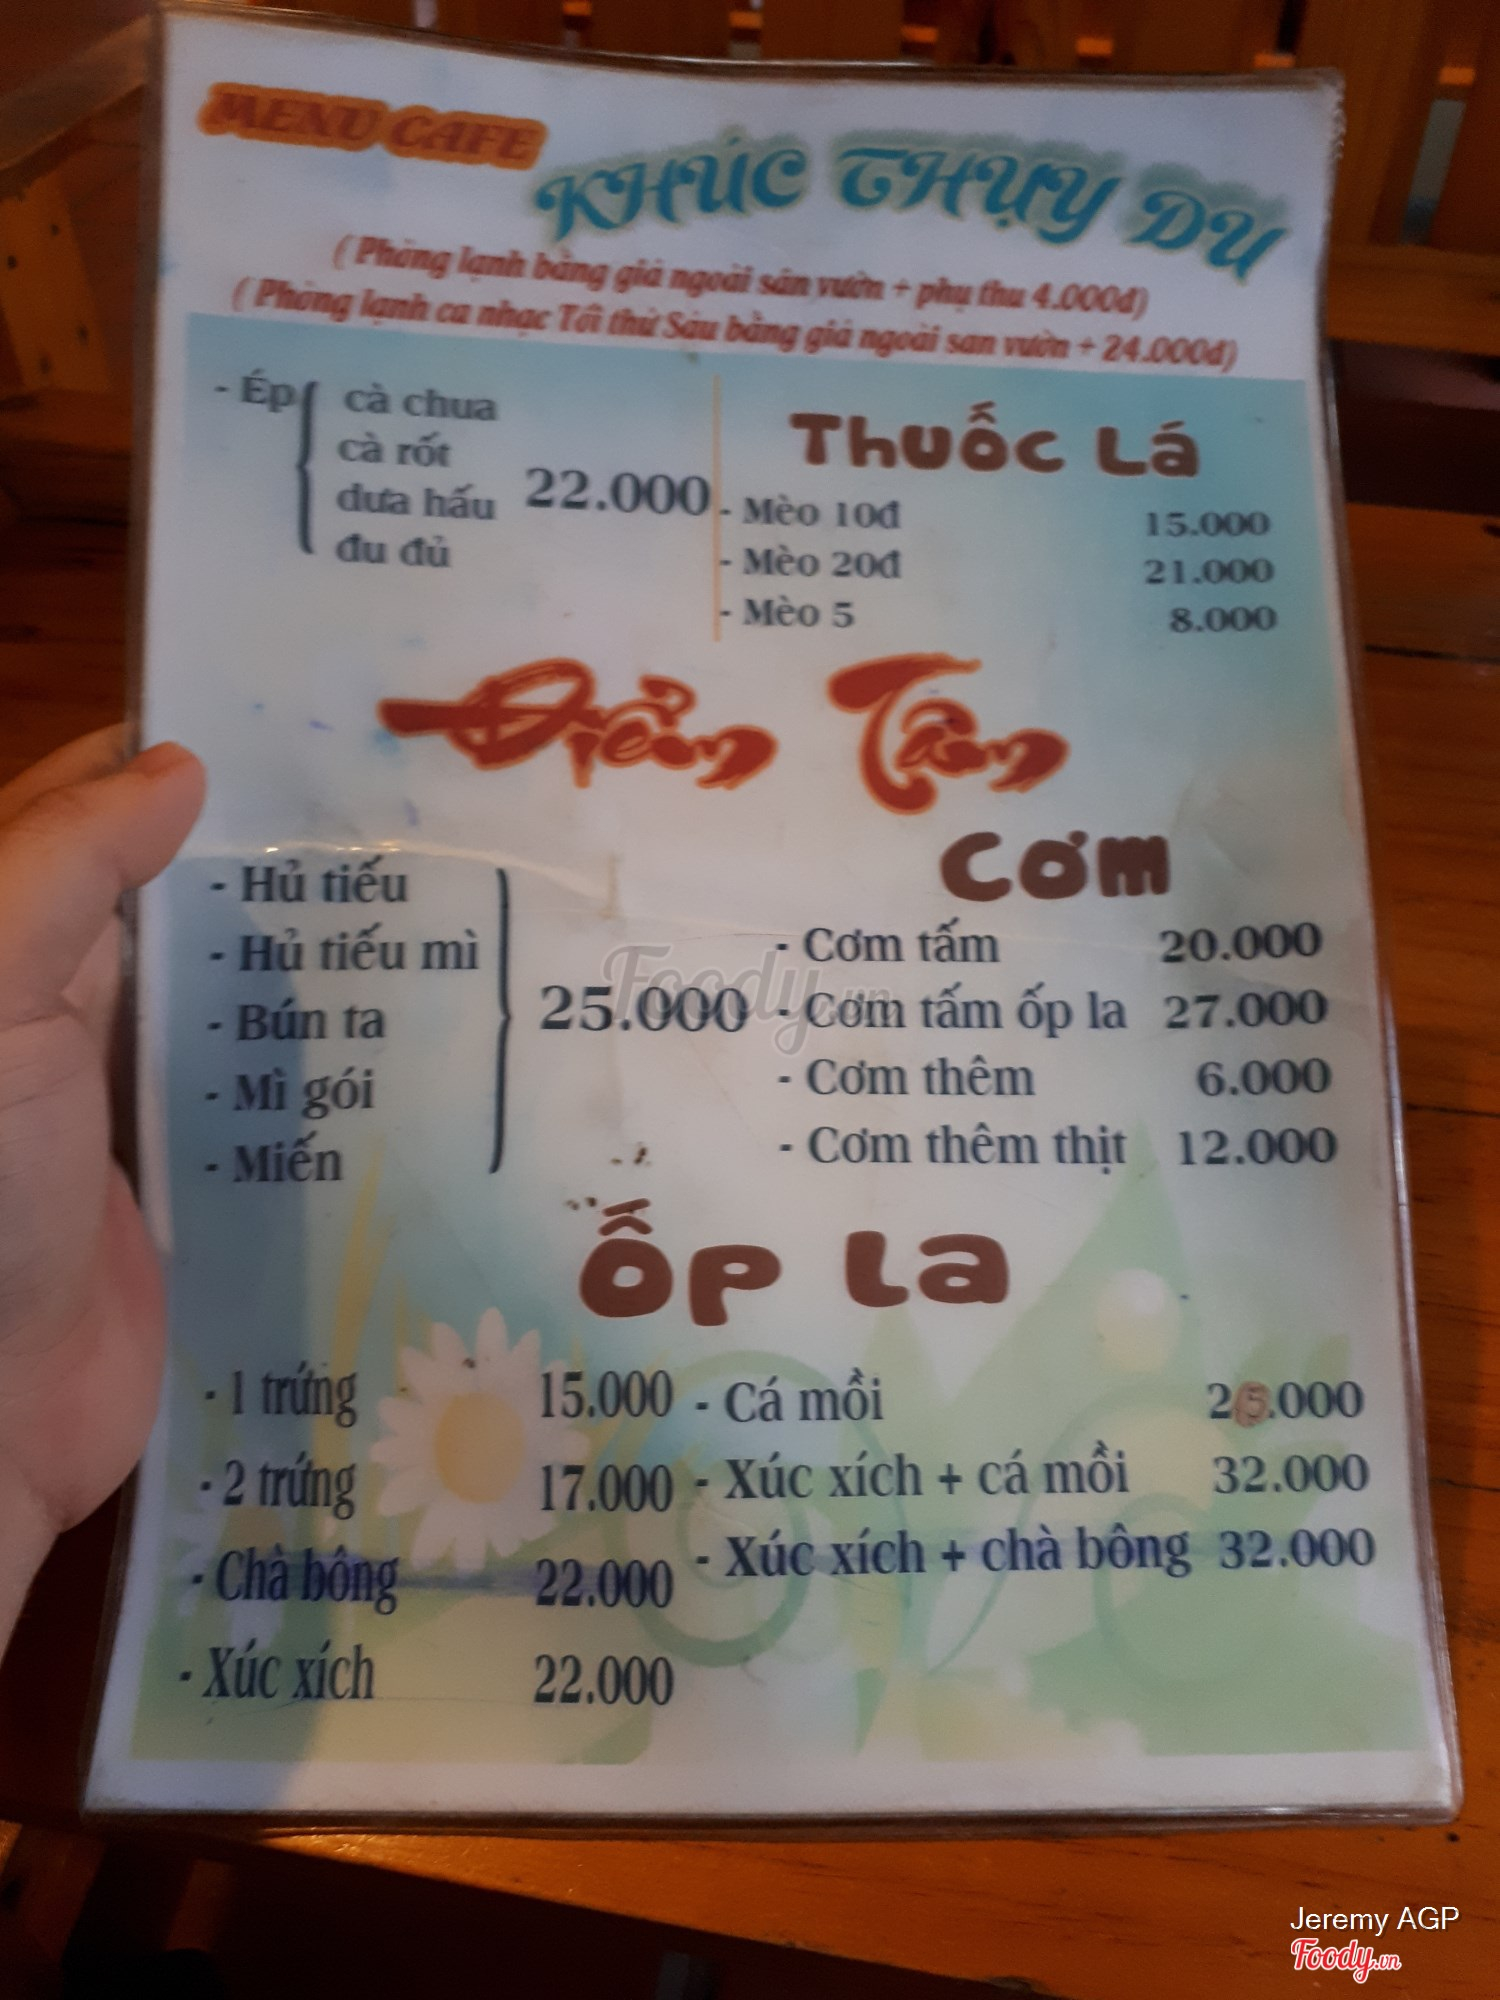 MENU CAFE
KHÚC THỤY DU
( Phòng lạnh bằng giá ngoài sân vườn + phụ thu 4.000đ)
( Phòng lạnh ca nhạc Tối thứ Sáu bằng giá ngoài san vườn + 24.000đ)
- Ép
cà chua
cà rốt
dưa hấu
đu đủ
22.000
Thuốc Lá
- Mèo 10đ 15.000
- Mèo 20đ 21.000
- Mèo 5 8.000
Điểm Tâm
- Hủ tiếu
- Hủ tiếu mì
- Bún ta
- Mì gói
- Miến
25.000
Cơm
- Cơm tấm 20.000
- Cơm tấm ốp la 27.000
- Cơm thêm 6.000
- Cơm thêm thịt 12.000
Ốp La
- 1 trứng 15.000
- 2 trứng 17.000
- Chà bông 22.000
- Xúc xích 22.000
- Cá mồi 25.000
- Xúc xích + cá mồi 32.000
- Xúc xích + chà bông 32.000
Foody.vn
Jeremy AGP
Foody.vn